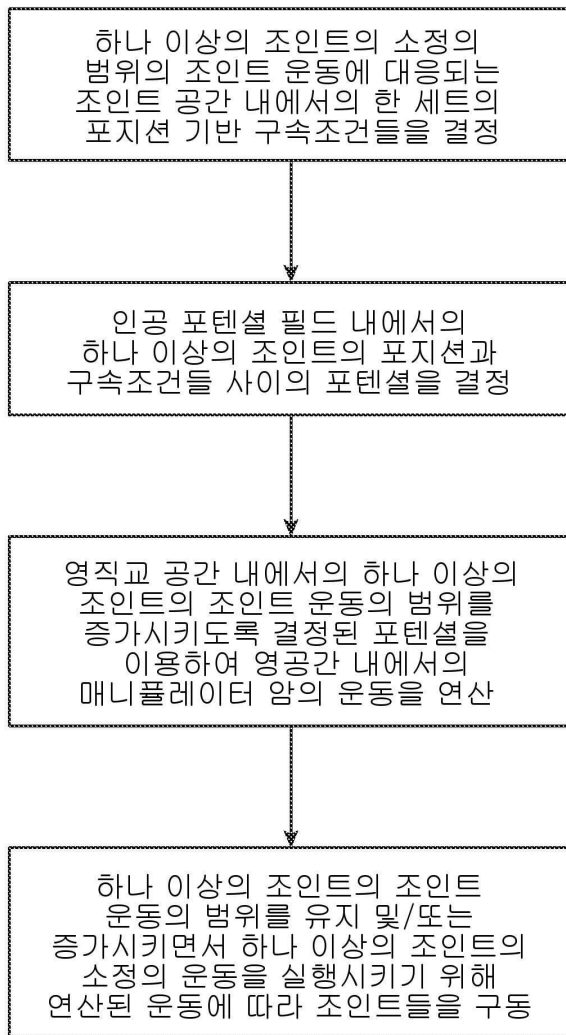 하나 이상의 조인트의 소정의
범위의 조인트 운동에 대응되는
조인트 공간 내에서의 한 세트의
포지션 기반 구속조건들을 결정
인공 포텐셜 필드 내에서의
하나 이상의 조인트의 포지션과
구속조건들 사이의 포텐셜을 결정
영직교 공간 내에서의 하나 이상의
조인트의 조인트 운동의 범위를
증가시키도록 결정된 포텐셜을
이용하여 영공간 내에서의
매니퓰레이터 암의 운동을 연산
하나 이상의 조인트의 조인트
운동의 범위를 유지 및/또는
증가시키면서 하나 이상의 조인트의
소정의 운동을 실행시키기 위해
연산된 운동에 따라 조인트들을 구동